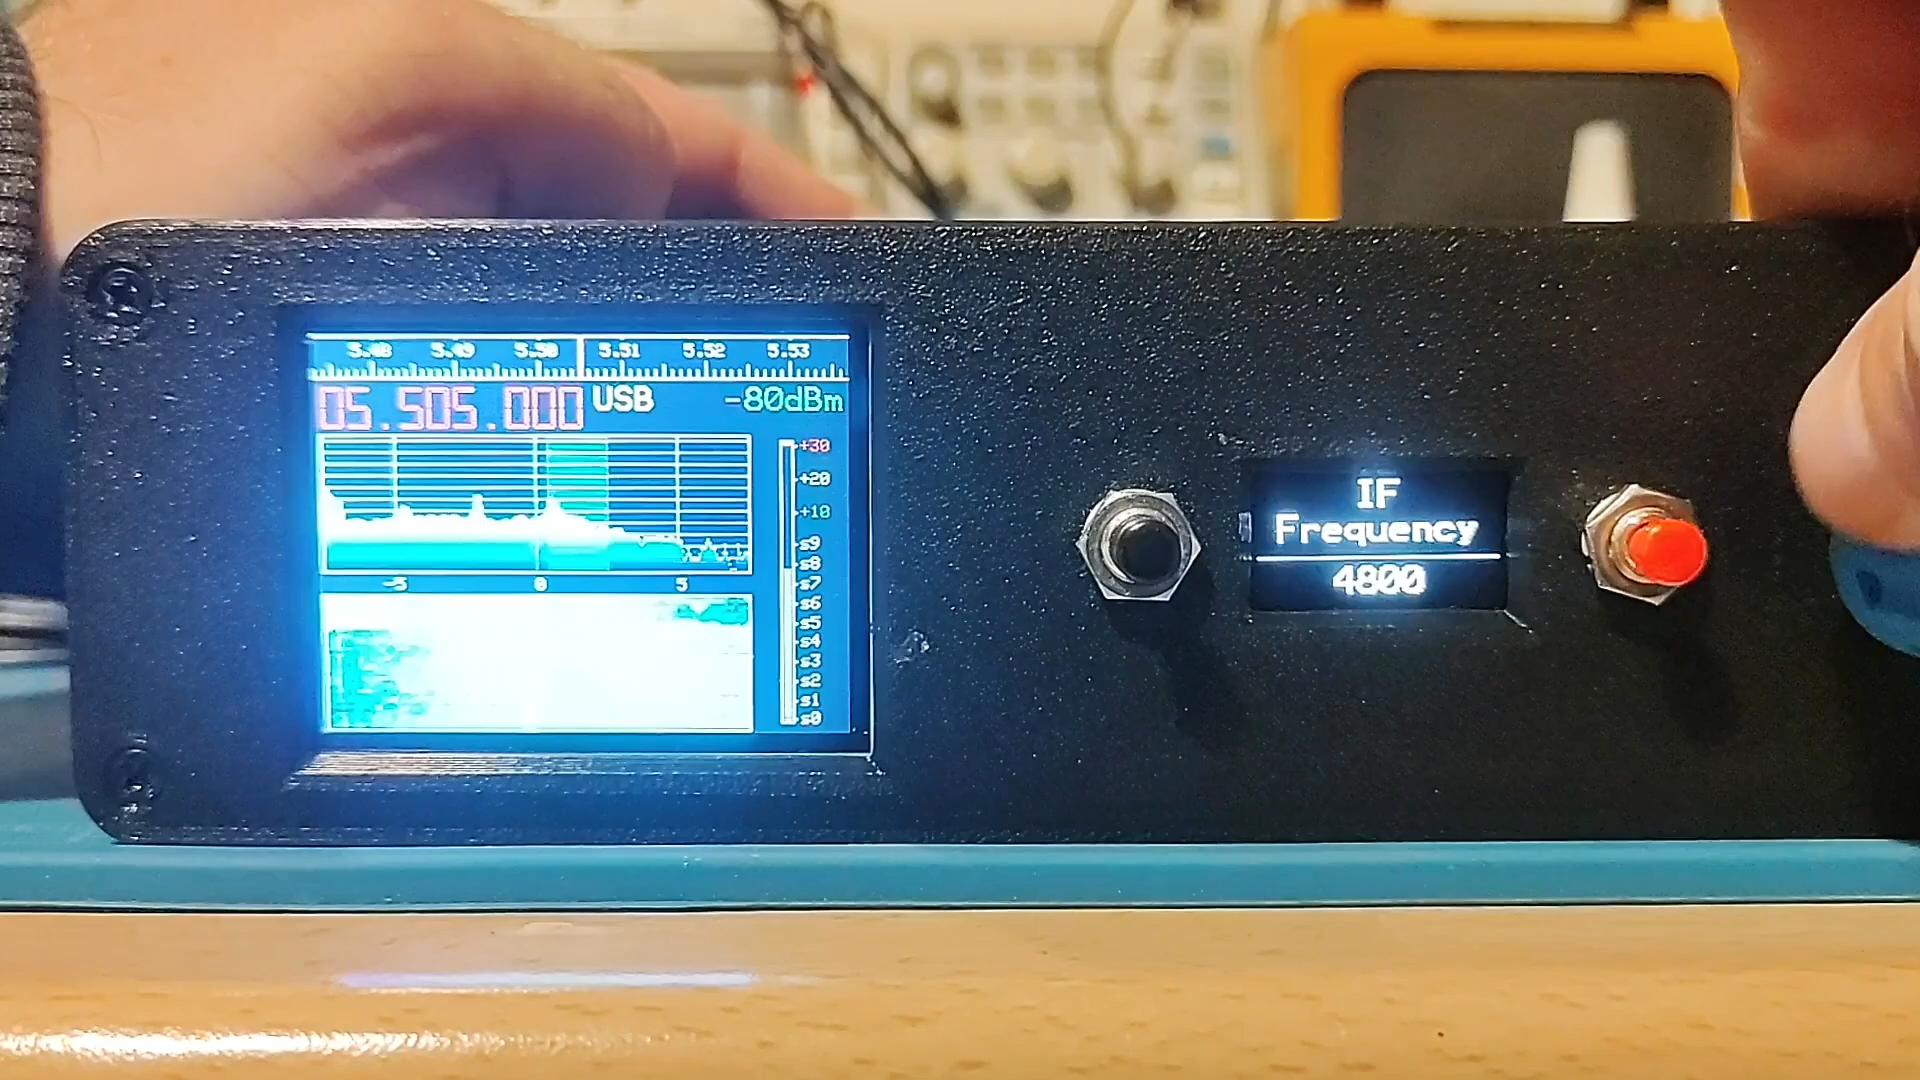 5.48 5.49 5.50 5.51 5.52 5.53
05.505.000 USB -80dBm
+30
+20
+10
s9
s8
s7
s6
s5
s4
s3
s2
s1
s0
-5 0 5
IF
Frequency
4800